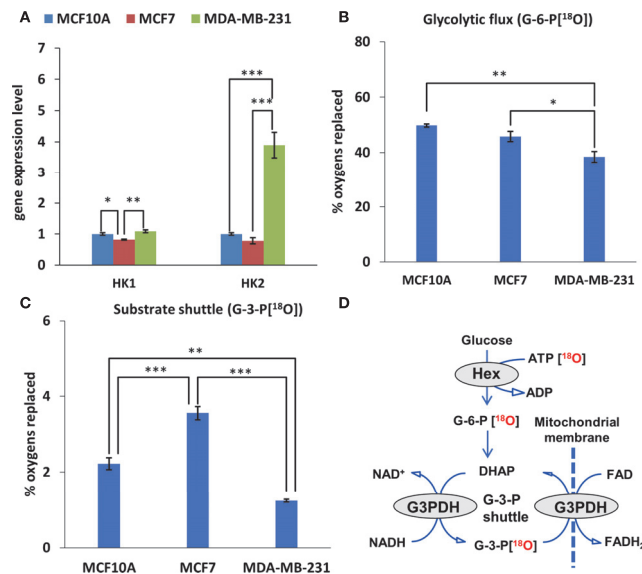 A
MCF10A MCF7 MDA-MB-231
gene expression level
7
6
5
4
3
2
1
0
***
***
* **
HK1 HK2
B
Glycolytic flux (G-6-P[¹⁸O])
% oxygens replaced
80
60
40
20
0
**
*
MCF10A MCF7 MDA-MB-231
C
Substrate shuttle (G-3-P[¹⁸O])
% oxygens replaced
6
4
2
0
**
*** ***
MCF10A MCF7 MDA-MB-231
D
Glucose
ATP [¹⁸O]
Hex
ADP
G-6-P [¹⁸O]
Mitochondrial
membrane
NAD⁺ DHAP FAD
G3PDH G-3-P shuttle G3PDH
NADH G-3-P[¹⁸O] FADH₂